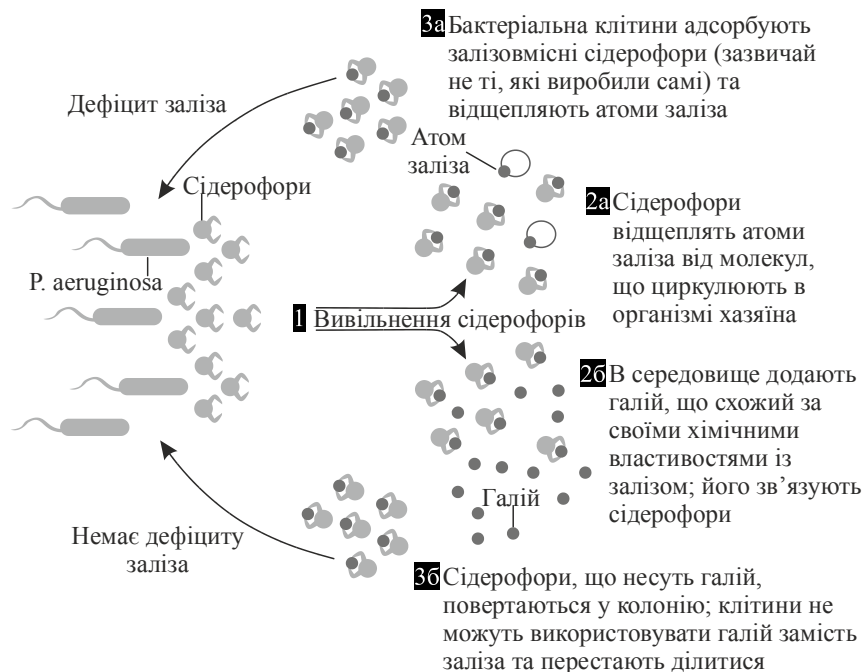 3а Бактеріальна клітини адсорбують
залізовмісні сідерофори (зазвичай
не ті, які виробили самі) та
відщепляють атоми заліза
Дефіцит заліза
Атом
заліза
Сідерофори
2а Сідерофори
відщеплять атоми
заліза від молекул,
що циркулюють в
організмі хазяїна
P. aeruginosa
1 Вивільнення сідерофорів
2б В середовище додають
галій, що схожий за
своїми хімічними
властивостями із
залізом; його зв’язують
сідерофори
Галій
Немає дефіциту
заліза
3б Сідерофори, що несуть галій,
повертаються у колонію; клітини не
можуть використовувати галій замість
заліза та перестають ділитися